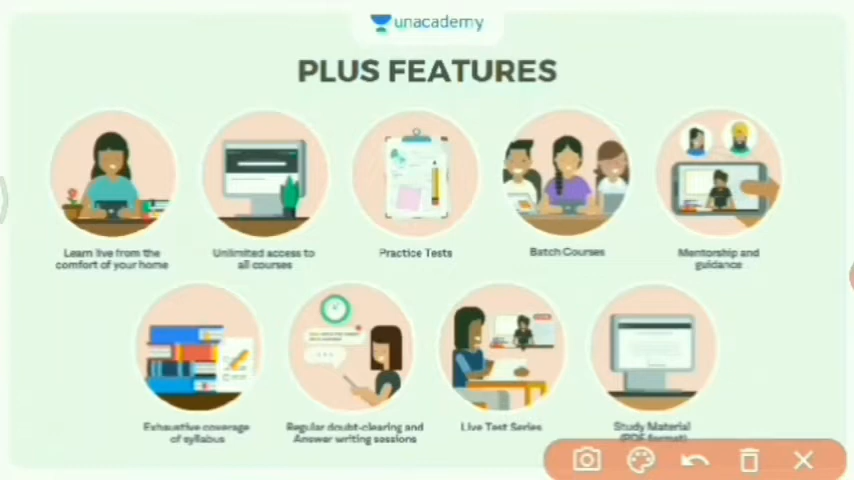 unacademy
PLUS FEATURES
Learn live from the
comfort of your home
Unlimited access to
all courses
Practice Tests
Batch Courses
Mentorship and
guidance
Exhaustive coverage
of syllabus
Regular doubt-clearing and
Answer writing sessions
Live Test Series
Study Material
(PDF format)